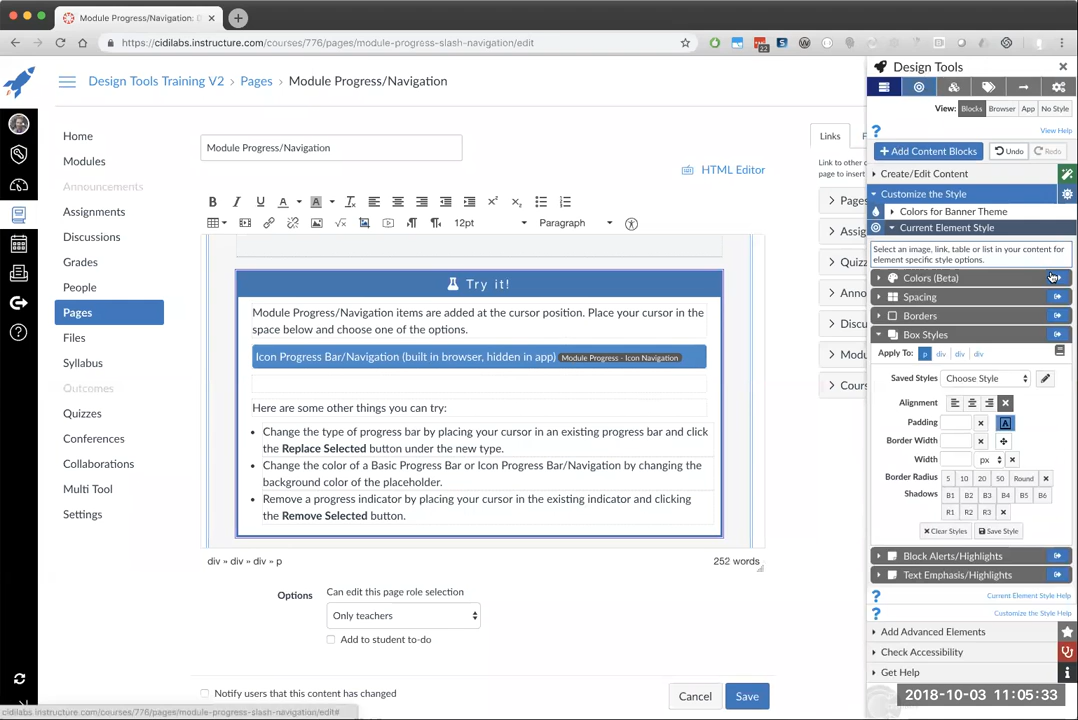 Module Progress/Navigation: D
https://cidilabs.instructure.com/courses/776/pages/module-progress-slash-navigation/edit
22
Design Training V2 › Pages › Module Progress/Navigation
Home
Modules
Announcements
Assignments
Discussions
Grades
People
Pages
Files
Syllabus
Outcomes
Quizzes
Conferences
Collaborations
Multi Tool
Settings
Module Progress/Navigation
HTML Editor
B I U A A
12pt Paragraph
Try it!
Module Progress/Navigation items are added at the cursor position. Place your cursor in the
space below and choose one of the options.
Icon Progress Bar/Navigation (built in browser, hidden in app) Module Progress - Icon Navigation
Here are some other things you can try:
Change the type of progress bar by placing your cursor in an existing progress bar and click
the Replace Selected button under the new type.
Change the color of a Basic Progress Bar or Icon Progress Bar/Navigation by changing the
background color of the placeholder.
Remove a progress indicator by placing your cursor in the existing indicator and clicking
the Remove Selected button.
div » div » div » p
252 words
Options
Can edit this page role selection
Only teachers
Add to student to-do
Notify users that this content has changed
Cancel
Save
cidilabs.instructure.com/courses/776/pages/module-progress-slash-navigation/edit#
Links
F
Link to other c
page to insert
Pages
Assig
Quizz
Anno
Discu
Modu
Cours
Design Tools
View: Blocks Browser App No Style
View Help
+ Add Content Blocks
Undo
Redo
Create/Edit Content
Customize the Style
Colors for Banner Theme
Current Element Style
Select an image, link, table or list in your content for
element specific style options.
Colors (Beta)
Spacing
Borders
Box Styles
Apply To: p div div div
Saved Styles Choose Style
Alignment
Padding
Border Width
Width px
Border Radius 5 10 20 50 Round
Shadows B1 B2 B3 B4 B5 B6
R1 R2 R3
Clear Styles
Save Style
Block Alerts/Highlights
Text Emphasis/Highlights
Current Element Style Help
Customize the Style Help
Add Advanced Elements
Check Accessibility
Get Help
2018-10-03 11:05:33